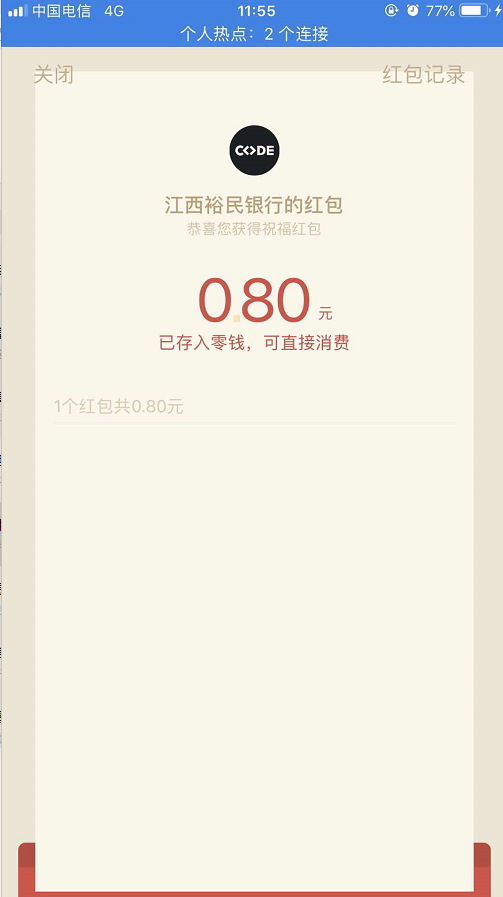 中国电信 4G 11:55 77%
个人热点：2 个连接
关闭 红包记录
C<>DE
江西裕民银行的红包
恭喜您获得祝福红包
0.80 元
已存入零钱，可直接消费
1个红包共0.80元